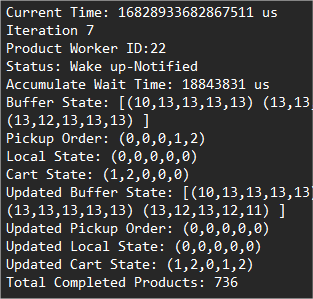 Current Time: 16828933682867511 us
Iteration 7
Product Worker ID:22
Status: Wake up-Notified
Accumulate Wait Time: 18843831 us
Buffer State: [(10,13,13,13,13) (13,13,
(13,12,13,13,13) ]
Pickup Order: (0,0,0,1,2)
Local State: (0,0,0,0,0)
Cart State: (1,2,0,0,0)
Updated Buffer State: [(10,13,13,13,13)
(13,13,13,13,13) (13,12,13,12,11) ]
Updated Pickup Order: (0,0,0,0,0)
Updated Local State: (0,0,0,0,0)
Updated Cart State: (1,2,0,1,2)
Total Completed Products: 736